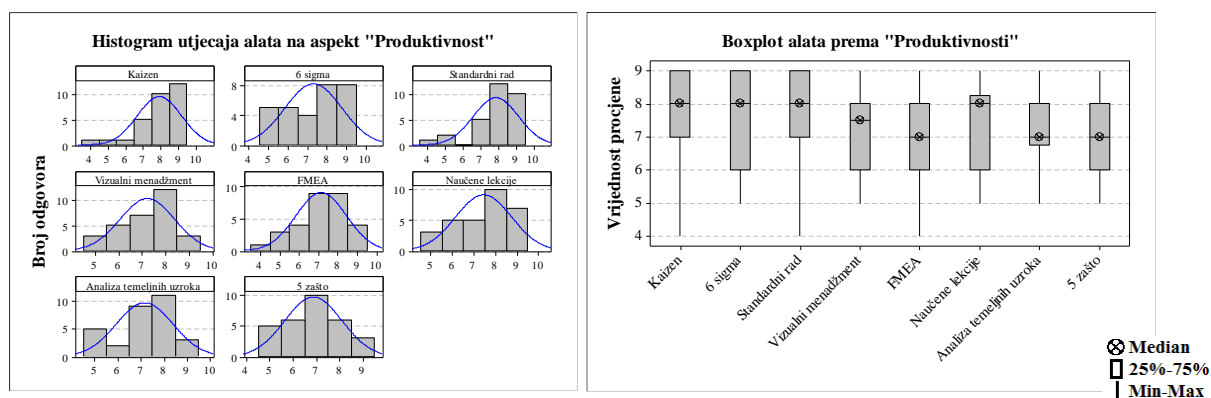 Histogram utjecaja alata na aspekt "Produktivnost"
Broj odgovora
Kaizen
10
5
0
4 5 6 7 8 9 10
6 sigma
8
4
0
5 6 7 8 9 10
Standardni rad
10
5
0
4 5 6 7 8 9 10
Vizualni menadžment
10
5
0
5 6 7 8 9 10
FMEA
10
5
0
4 5 6 7 8 9 10
Naučene lekcije
10
5
0
5 6 7 8 9 10
Analiza temeljnih uzroka
10
5
0
5 6 7 8 9 10
5 zašto
10
5
0
5 6 7 8 9
Boxplot alata prema "Produktivnosti"
Vrijednost procjene
9
8
7
6
5
4
Kaizen
6 sigma
Standardni rad
Vizualni menadžment
FMEA
Naučene lekcije
Analiza temeljnih uzroka
5 zašto
Median
25%-75%
Min-Max